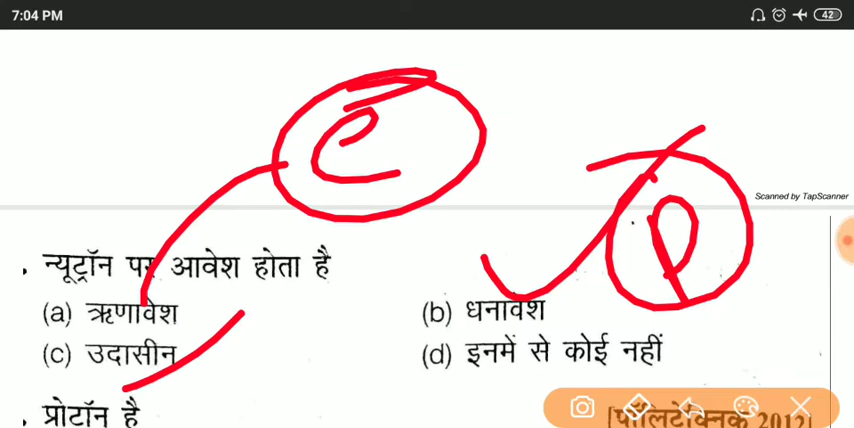 7:04 PM 42
e
p
Scanned by TapScanner
न्यूट्रॉन पर आवेश होता है
(a) ऋणावेश (b) धनावेश
(c) उदासीन (d) इनमें से कोई नहीं
प्रोटॉन है
[पॉलिटेक्निक 2012]